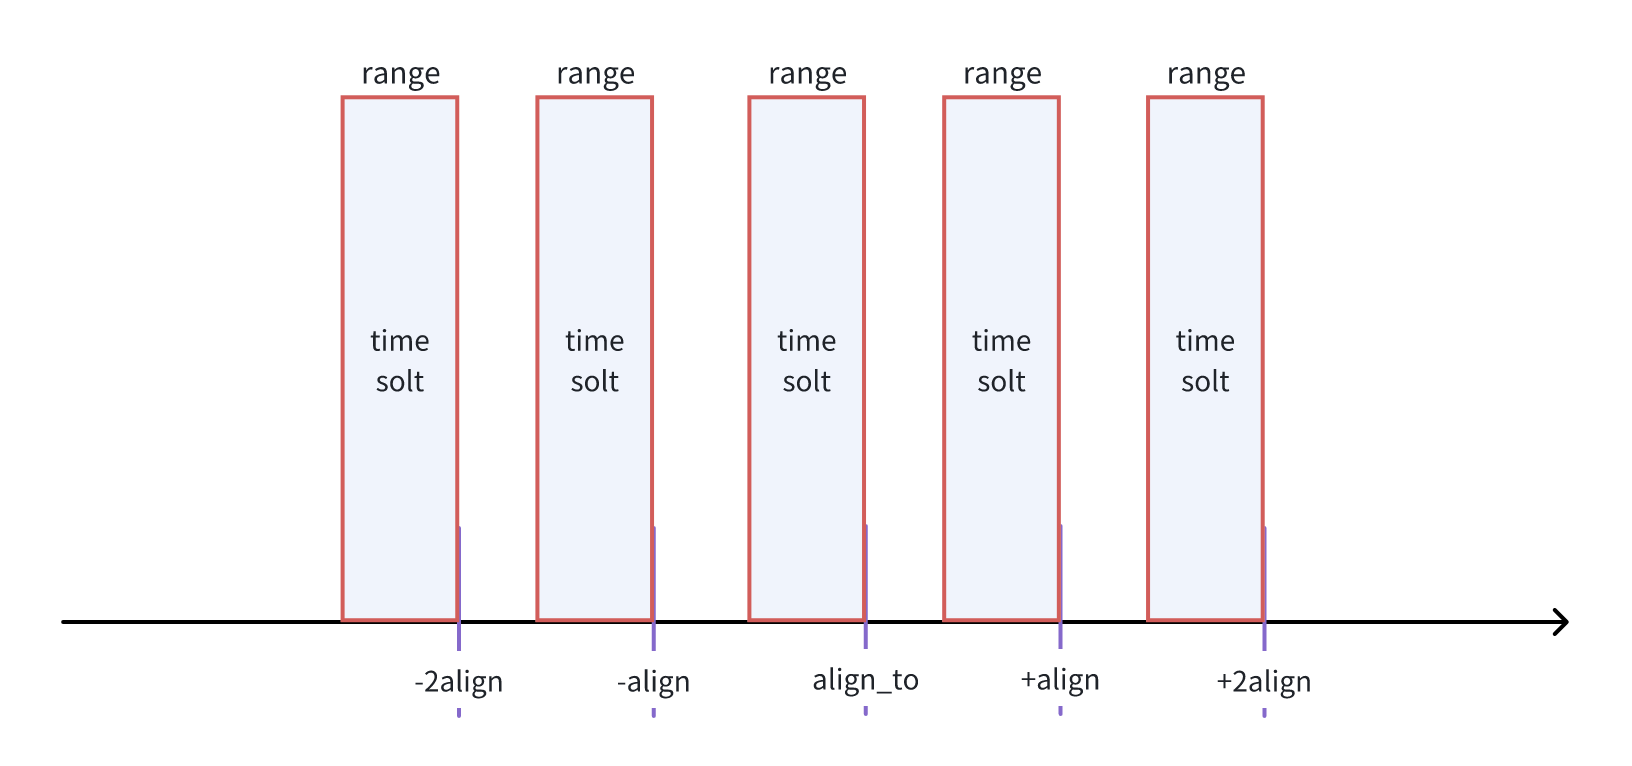 range range range range range
time time time time time
solt solt solt solt solt
-2align -align align_to +align +2align